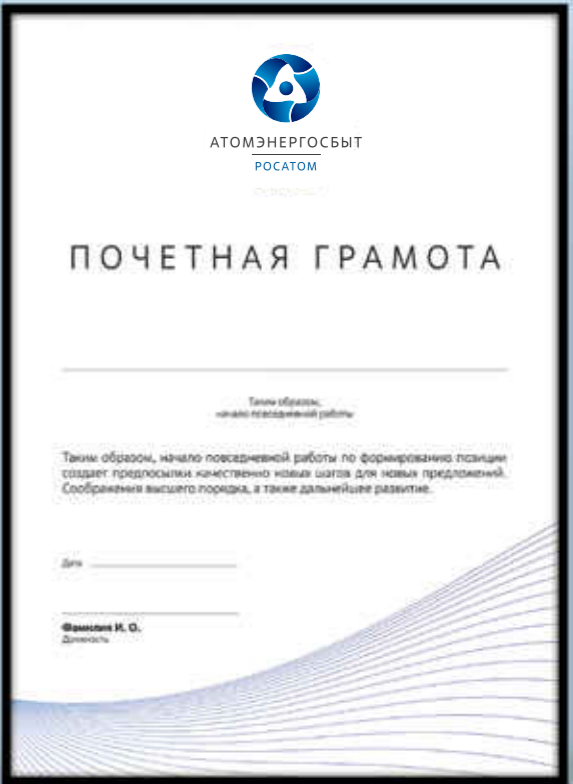 АТОМЭНЕРГОСБЫТ
РОСАТОМ
ПОЧЕТНАЯ ГРАМОТА
Таким образом,
начало повседневной работы
Таким образом, начало повседневной работы по формированию позиции
создает предпосылки качественно новых шагов для новых предложений.
Соображения высшего порядка, а также дальнейшее развитие.
Дата
Фамилия И. О.
Должность